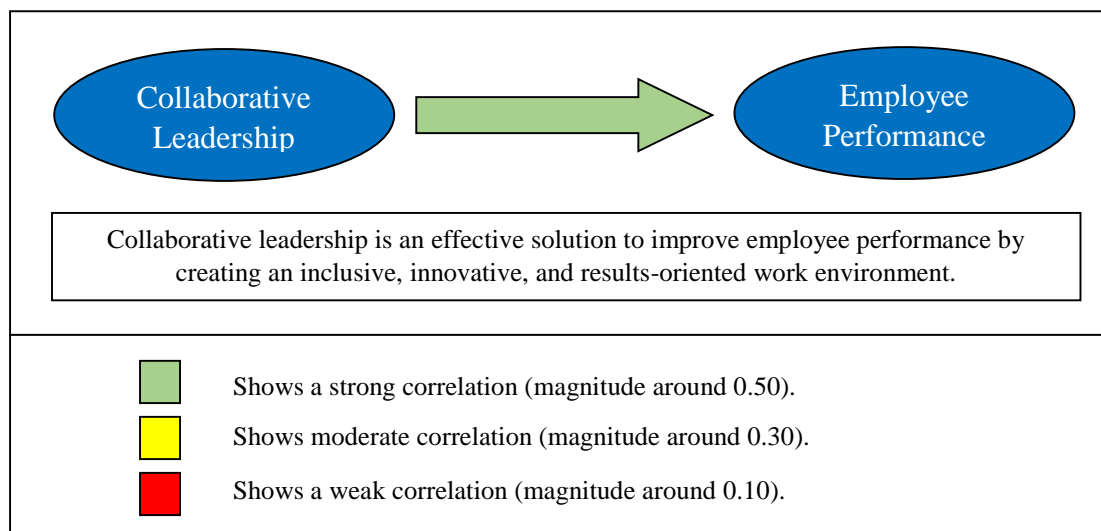 Collaborative
Leadership
Employee
Performance
Collaborative leadership is an effective solution to improve employee performance by
creating an inclusive, innovative, and results-oriented work environment.
Shows a strong correlation (magnitude around 0.50).
Shows moderate correlation (magnitude around 0.30).
Shows a weak correlation (magnitude around 0.10).